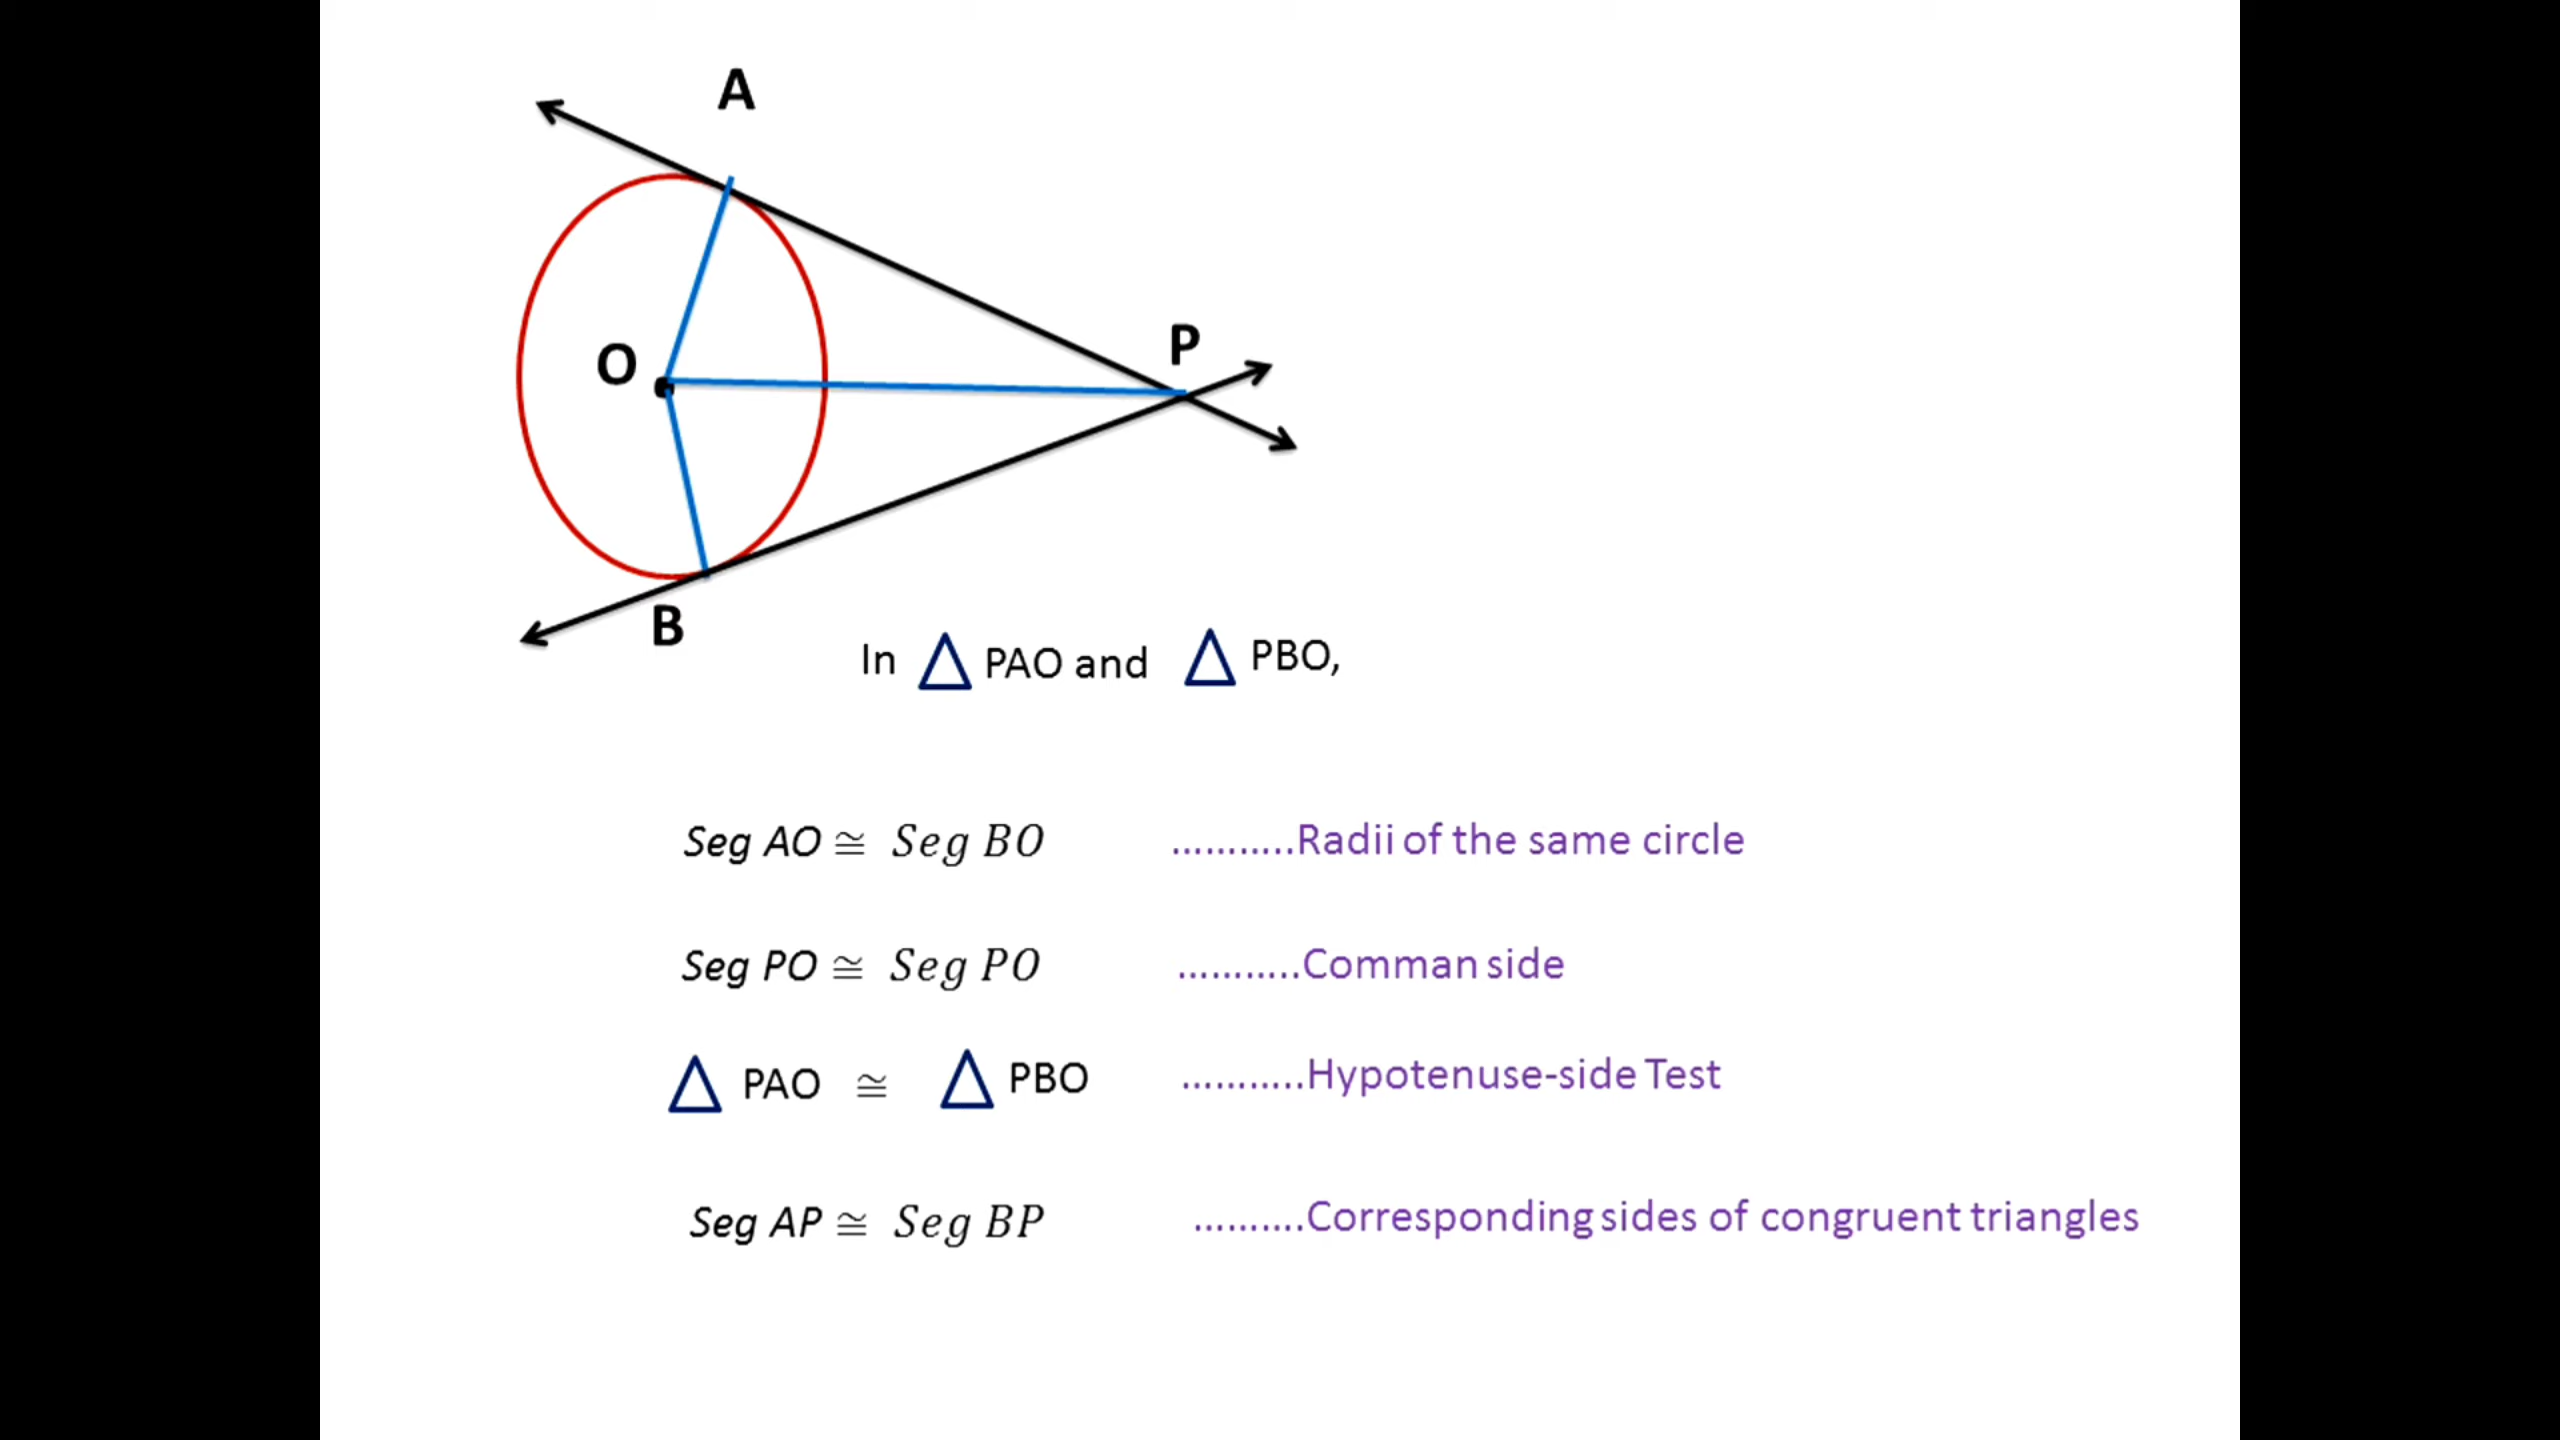 A
P
O
B
In △ PAO and △ PBO,
Seg AO ≅ Seg BO ...........Radii of the same circle
Seg PO ≅ Seg PO ...........Comman side
△ PAO ≅ △ PBO ...........Hypotenuse-side Test
Seg AP ≅ Seg BP ..........Corresponding sides of congruent triangles